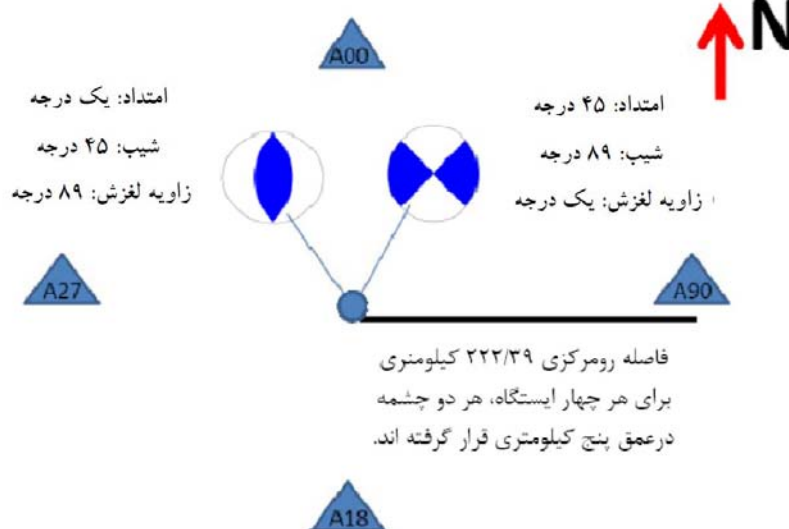 N
A00
امتداد: یک درجه
شیب: ۴۵ درجه
زاویه لغزش: ۸۹ درجه
امتداد: ۴۵ درجه
شیب: ۸۹ درجه
زاویه لغزش: یک درجه
A27
A90
فاصله رومرکزی ۲۲۲/۳۹ کیلومتری
برای هر چهار ایستگاه، هر دو چشمه
درعمق پنج کیلومتری قرار گرفته اند.
A18